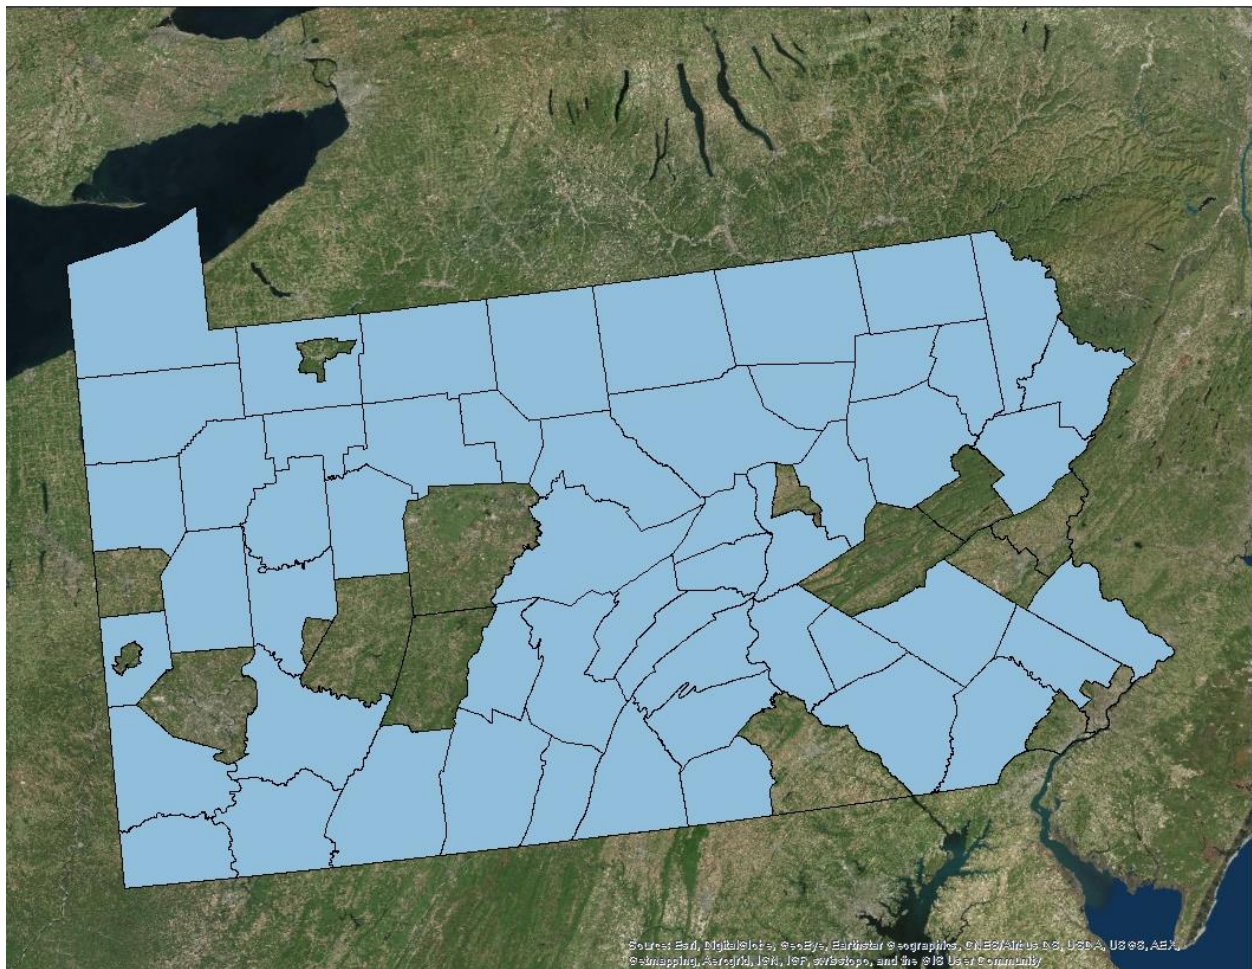 Source: Esri, DigitalGlobe, GeoEye, Earthstar Geographics, CNES/Airbus DS, USDA, USGS, AEX,
Getmapping, Aerogrid, IGN, IGP, swisstopo, and the GIS User Community